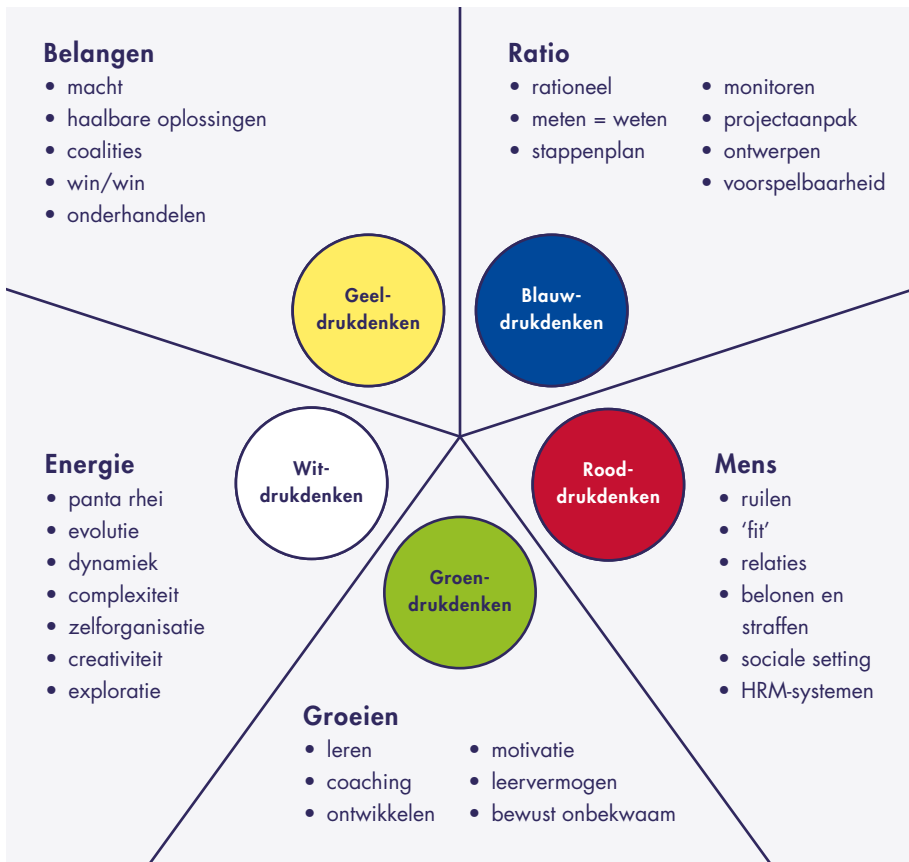 Belangen
• macht
• haalbare oplossingen
• coalities
• win/win
• onderhandelen
Ratio
• rationeel
• meten = weten
• stappenplan
• monitoren
• projectaanpak
• ontwerpen
• voorspelbaarheid
Geel-
drukdenken
Blauw-
drukdenken
Energie
• panta rhei
• evolutie
• dynamiek
• complexiteit
• zelforganisatie
• creativiteit
• exploratie
Wit-
drukdenken
Rood-
drukdenken
Mens
• ruilen
• ‘fit’
• relaties
• belonen en
straffen
• sociale setting
• HRM-systemen
Groen-
drukdenken
Groeien
• leren
• coaching
• ontwikkelen
• motivatie
• leervermogen
• bewust onbekwaam